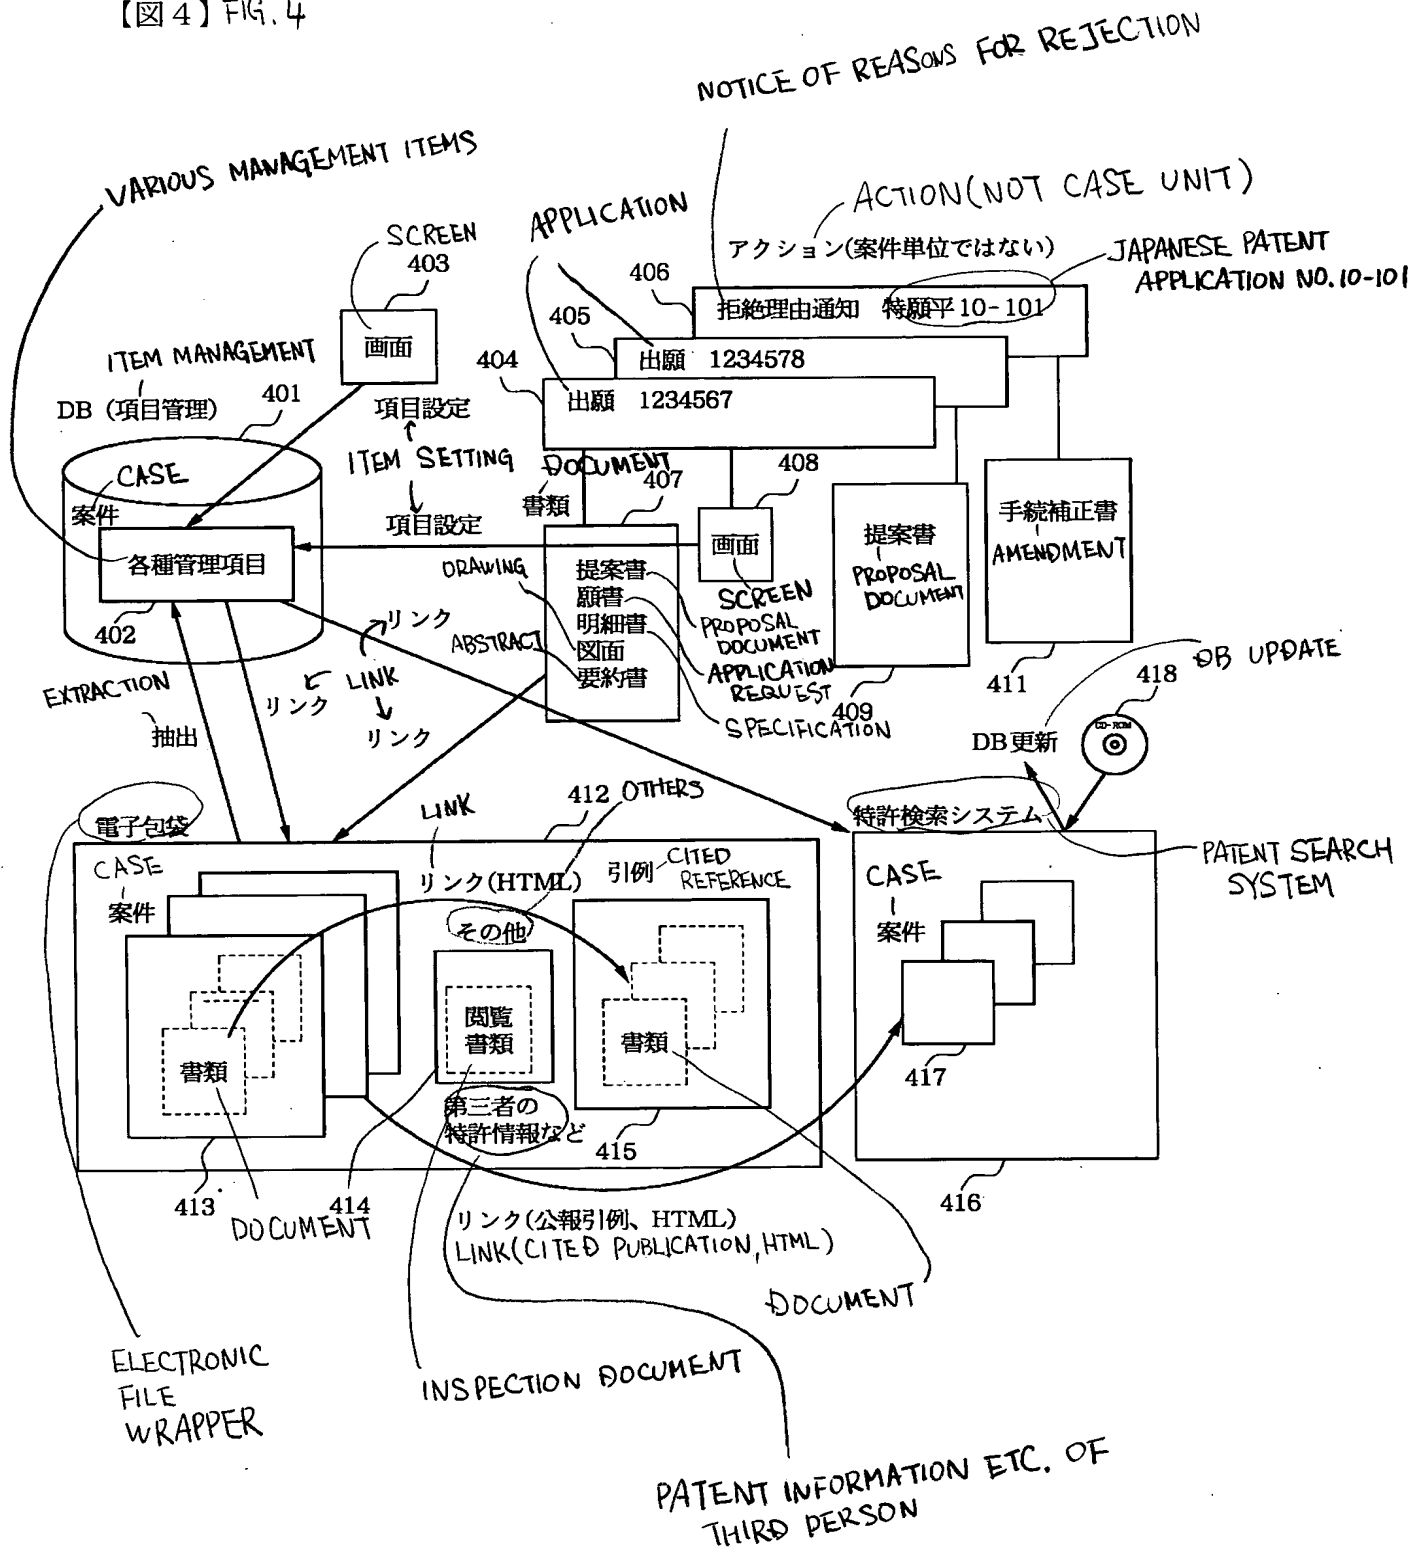 【図4】FIG. 4
NOTICE OF REASONS FOR REJECTION
VARIOUS MANAGEMENT ITEMS
ACTION(NOT CASE UNIT)
APPLICATION
SCREEN
403
アクション(案件単位ではない)
JAPANESE PATENT
APPLICATION NO. 10-101
406
拒絶理由通知 特願平10-101
405
出願 1234578
404
出願 1234567
画面
ITEM MANAGEMENT
DB(項目管理)
401
項目設定
ITEM SETTING
項目設定
CASE
案件
各種管理項目
402
DOCUMENT
書類
407
408
画面
SCREEN
提案書
願書
明細書
図面
要約書
DRAWING
ABSTRACT
PROPOSAL
DOCUMENT
APPLICATION
REQUEST
SPECIFICATION
提案書
PROPOSAL
DOCUMENT
409
手続補正書
AMENDMENT
411
リンク
LINK
リンク
リンク
EXTRACTION
抽出
DB UPDATE
418
CD-ROM
DB更新
電子包袋
412 OTHERS
LINK
特許検索システム
PATENT SEARCH
SYSTEM
CASE
案件
リンク(HTML)
引例
CITED
REFERENCE
その他
閲覧
書類
書類
書類
CASE
案件
417
第三者の
特許情報など
415
413
414
416
DOCUMENT
リンク(公報引例、HTML)
LINK(CITED PUBLICATION, HTML)
DOCUMENT
ELECTRONIC
FILE
WRAPPER
INSPECTION DOCUMENT
PATENT INFORMATION ETC. OF
THIRD PERSON